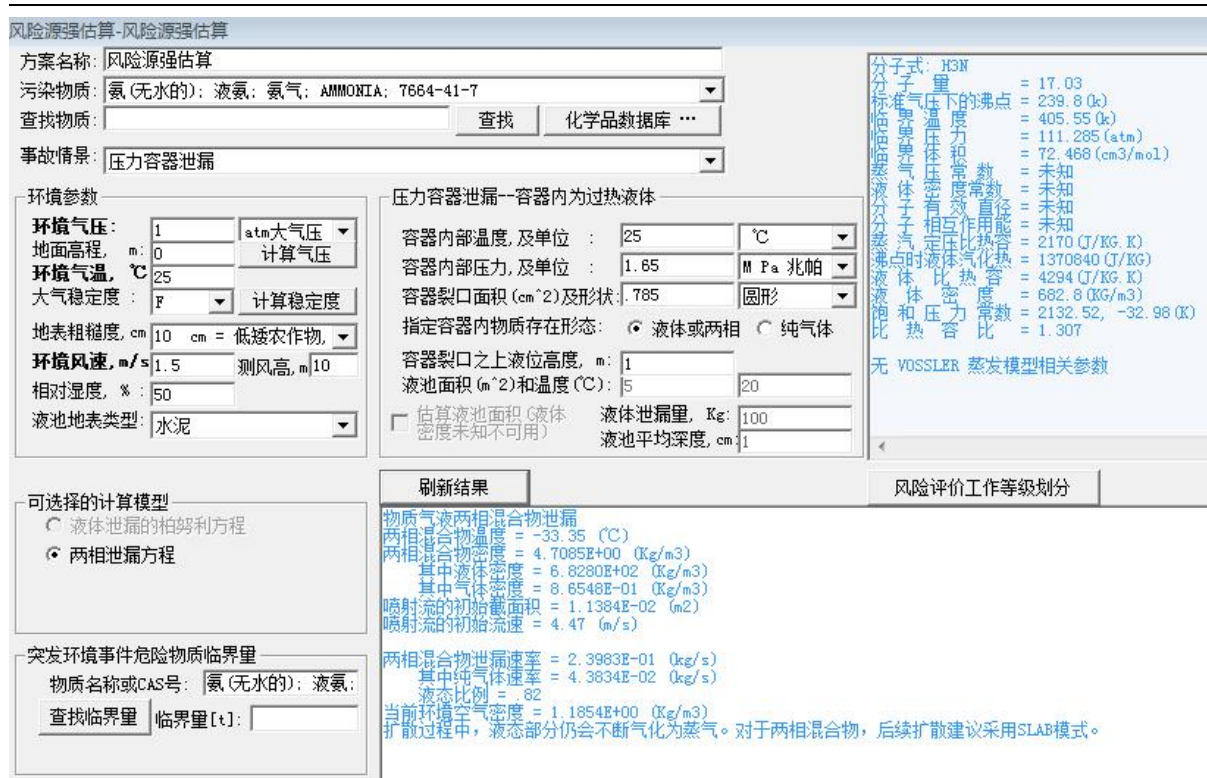 风险源强估算-风险源强估算
方案名称: 风险源强估算
污染物质: 氨(无水的); 液氨; 氨气; AMMONIA; 7664-41-7
查找物质: 查找 化学品数据库 …
事故情景: 压力容器泄漏
环境参数
环境气压: 1 atm大气压
地面高程, m: 0 计算气压
环境气温, ℃ 25
大气稳定度 : F 计算稳定度
地表粗糙度, cm 10 cm = 低矮农作物,
环境风速, m/s 1.5 测风高, m 10
相对湿度, % : 50
液池地表类型: 水泥
压力容器泄漏--容器内为过热液体
容器内部温度, 及单位 : 25 ℃
容器内部压力, 及单位 : 1.65 M Pa 兆帕
容器裂口面积(cm^2)及形状: .785 圆形
指定容器内物质存在形态: 液体或两相 纯气体
容器裂口之上液位高度, m: 1
液池面积(m^2)和温度(℃): 5 20
估算液池面积(液体密度未知不可用)
液体泄漏量, Kg: 100
液池平均深度, cm: 1
分子式: H3N
分 子 量 = 17.03
标准气压下的沸点 = 239.8(k)
临 界 温 度 = 405.55(k)
临 界 压 力 = 111.285(atm)
临 界 体 积 = 72.468(cm3/mol)
蒸 气 压 常 数 = 未知
液 体 密 度常数 = 未知
分 子 有 效 直径 = 未知
分 子 相互作用能 = 未知
蒸 汽 定压比热容 = 2170(J/KG.K)
沸点时液体汽化热 = 1370840(J/KG)
液 体 比 热 容 = 4294(J/KG.K)
液 体 密 度 = 682.8(KG/m3)
饱 和 压 力 常数 = 2132.52, -32.98(K)
比 热 容 比 = 1.307
无 VOSSLER 蒸发模型相关参数
刷新结果
风险评价工作等级划分
可选择的计算模型
液体泄漏的柏努利方程
两相泄漏方程
突发环境事件危险物质临界量
物质名称或CAS号: 氨(无水的); 液氨;
查找临界量 临界量[t]:
物质气液两相混合物泄漏
两相混合物温度 = -33.35 (℃)
两相混合物密度 = 4.7085E+00 (Kg/m3)
其中液体密度 = 6.8280E+02 (Kg/m3)
其中气体密度 = 8.6548E-01 (Kg/m3)
喷射流的初始截面积 = 1.1384E-02 (m2)
喷射流的初始流速 = 4.47 (m/s)
两相混合物泄漏速率 = 2.3983E-01 (kg/s)
其中纯气体速率 = 4.3834E-02 (kg/s)
液态比例 = .82
当前环境空气密度 = 1.1854E+00 (Kg/m3)
扩散过程中，液态部分仍会不断气化为蒸气。对于两相混合物，后续扩散建议采用SLAB模式。